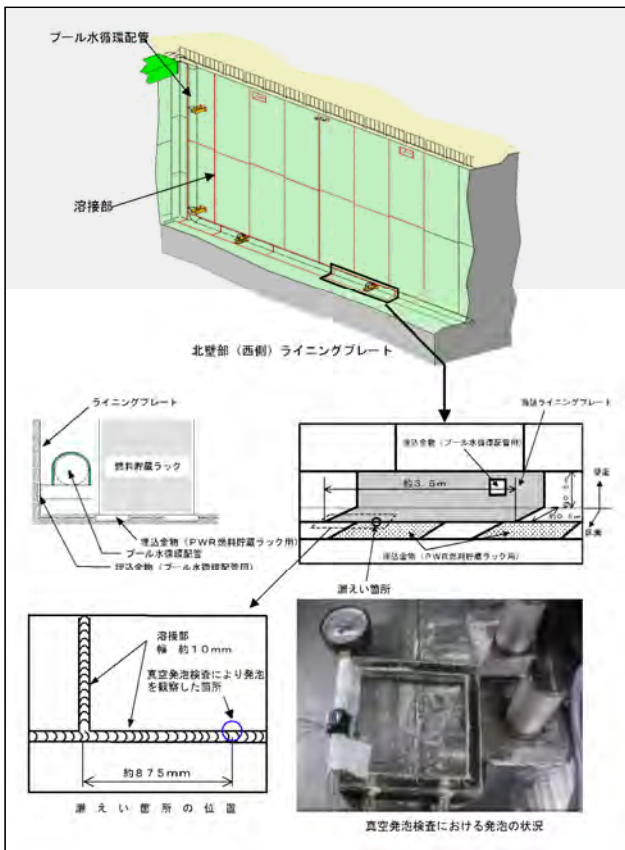 プール水循環配管
溶接部
北壁部（西側）ライニングプレート
ライニングプレート
燃料貯蔵ラック
埋込金物（ＰＷＲ燃料貯蔵ラック用）
プール水循環配管
埋込金物（プール水循環配管用）
当該ライニングプレート
埋込金物（プール水循環配管用）
約３．５ｍ
壁面
床面
埋込金物（ＰＷＲ燃料貯蔵ラック用）
漏えい箇所
溶接部
幅　約１０ｍｍ
真空発泡検査により発泡
を観察した箇所
約８７５ｍｍ
漏えい箇所の位置
真空発泡検査における発泡の状況